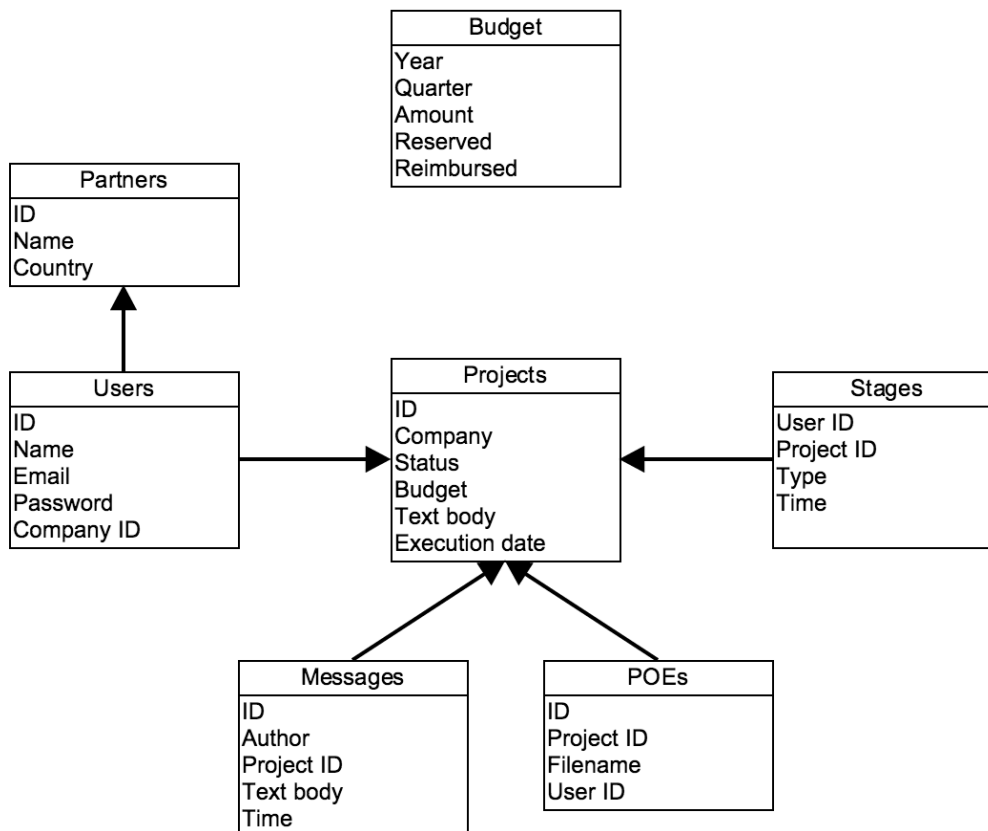 Budget
Year
Quarter
Amount
Reserved
Reimbursed
Partners
ID
Name
Country
Users
ID
Name
Email
Password
Company ID
Projects
ID
Company
Status
Budget
Text body
Execution date
Stages
User ID
Project ID
Type
Time
Messages
ID
Author
Project ID
Text body
Time
POEs
ID
Project ID
Filename
User ID